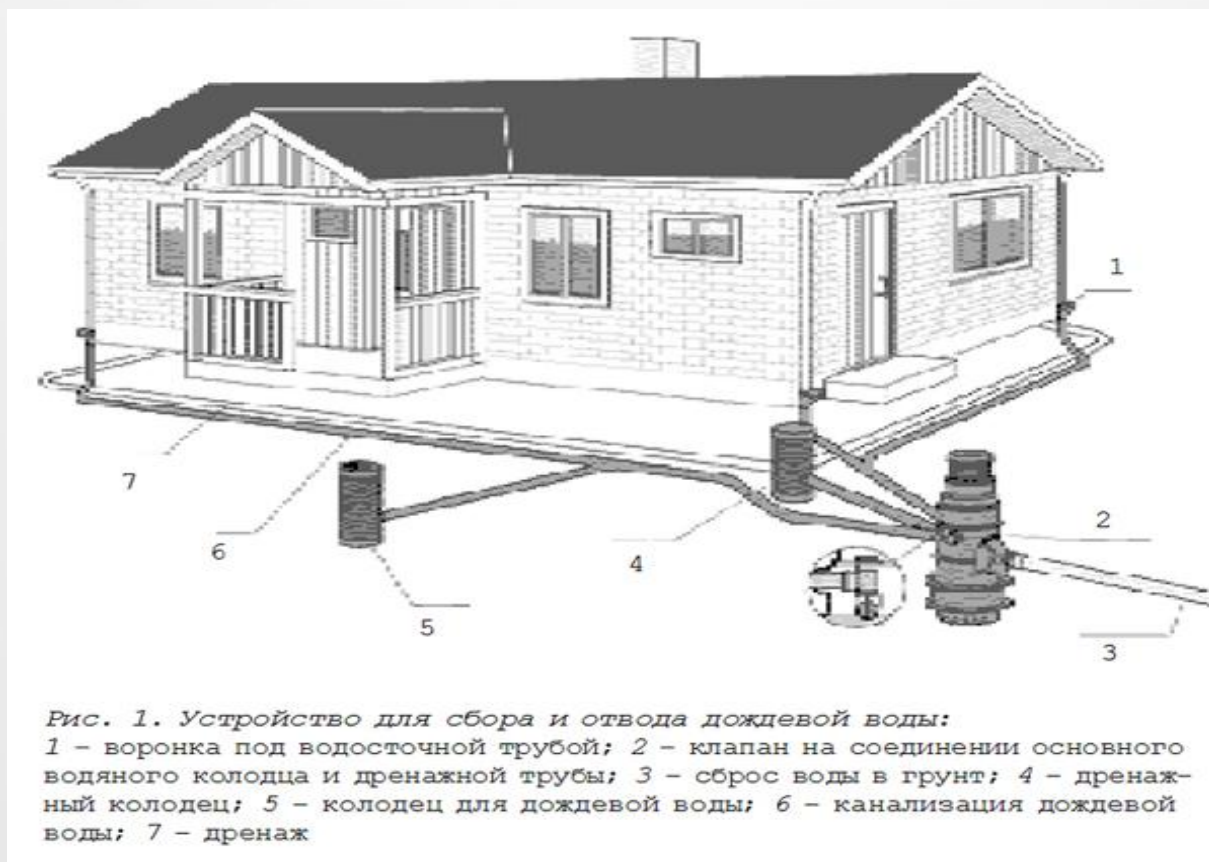 1
7
6
4
2
5
3
Рис. 1. Устройство для сбора и отвода дождевой воды:
1 – воронка под водосточной трубой; 2 – клапан на соединении основного
водяного колодца и дренажной трубы; 3 – сброс воды в грунт; 4 – дренаж-
ный колодец; 5 – колодец для дождевой воды; 6 – канализация дождевой
воды; 7 – дренаж